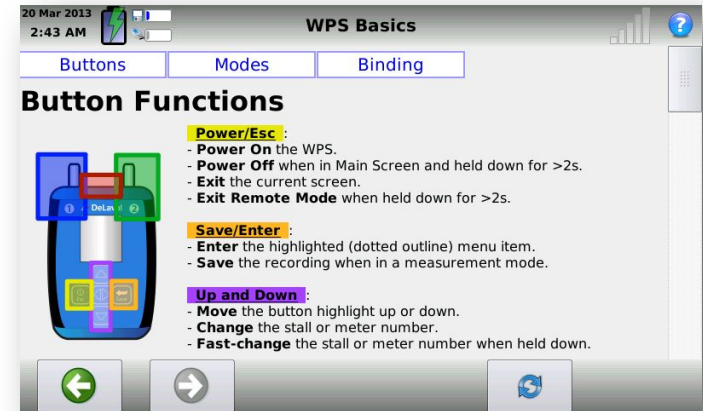 20 Mar 2013
2:43 AM
WPS Basics
?
Buttons Modes Binding
Button Functions
Power/Esc :
- Power On the WPS.
- Power Off when in Main Screen and held down for >2s.
- Exit the current screen.
- Exit Remote Mode when held down for >2s.
1 DeLaval 2
Save/Enter :
- Enter the highlighted (dotted outline) menu item.
- Save the recording when in a measurement mode.
Up and Down :
- Move the button highlight up or down.
- Change the stall or meter number.
- Fast-change the stall or meter number when held down.